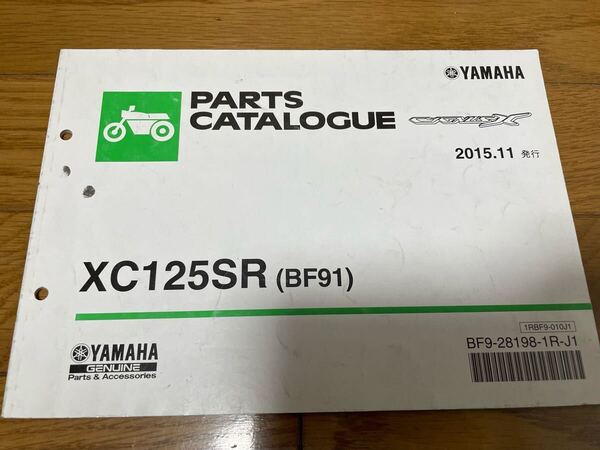 YAMAHA
PARTS
CATALOGUE
CYGNUS X
2015.11 発行
XC125SR (BF91)
1RBF9-010J1
BF9-28198-1R-J1
YAMAHA
GENUINE
Parts & Accessories